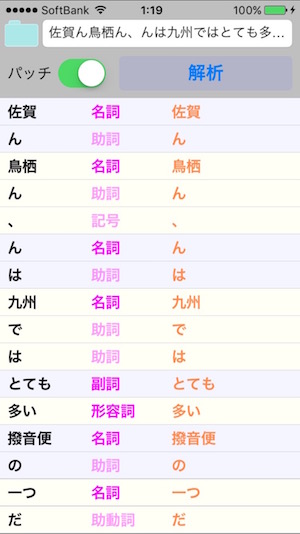 SoftBank 1:19 100%
佐賀ん鳥栖ん、んは九州ではとても多…
パッチ 解析
佐賀 名詞 佐賀
ん 助詞 ん
鳥栖 名詞 鳥栖
ん 助詞 ん
、 記号 、
ん 名詞 ん
は 助詞 は
九州 名詞 九州
で 助詞 で
は 助詞 は
とても 副詞 とても
多い 形容詞 多い
撥音便 名詞 撥音便
の 助詞 の
一つ 名詞 一つ
だ 助動詞 だ